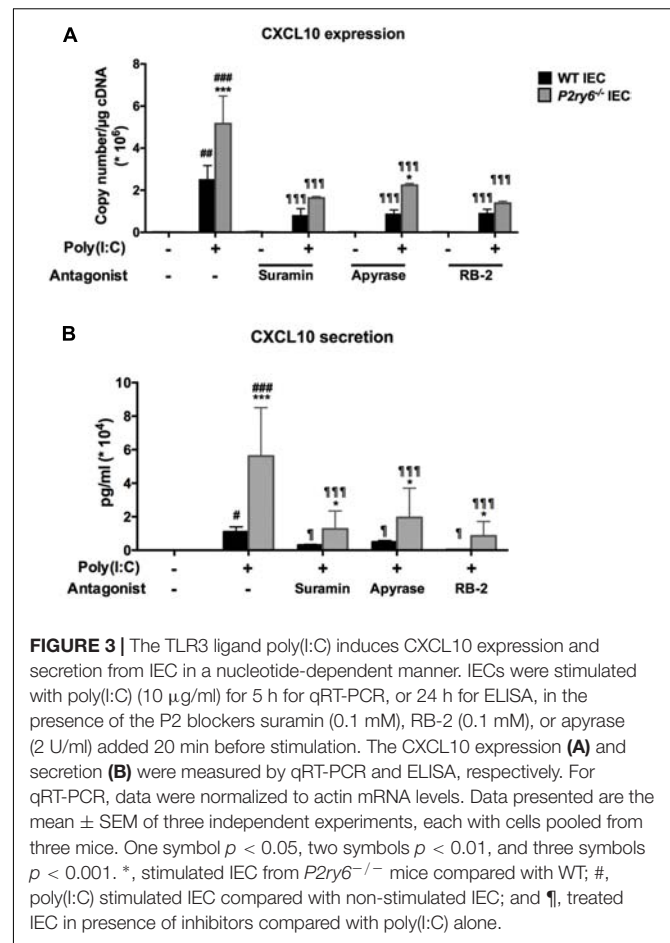 A
CXCL10 expression
WT IEC
P2ry6-/- IEC
Copy number/µg cDNA
(* 10⁶)
8
6
4
2
0
###
***
##
¶¶¶ ¶¶¶
¶¶¶ ¶¶¶
*
¶¶¶ ¶¶¶
Poly(I:C) - + - + - + - +
Antagonist - - Suramin Apyrase RB-2
B
CXCL10 secretion
pg/ml (* 10⁴)
10
8
6
4
2
0
###
***
#
¶ ¶¶¶
*
¶ ¶¶¶
*
¶ ¶¶¶
*
Poly(I:C) - + + + +
Antagonist - - Suramin Apyrase RB-2
FIGURE 3 | The TLR3 ligand poly(I:C) induces CXCL10 expression and
secretion from IEC in a nucleotide-dependent manner. IECs were stimulated
with poly(I:C) (10 µg/ml) for 5 h for qRT-PCR, or 24 h for ELISA, in the
presence of the P2 blockers suramin (0.1 mM), RB-2 (0.1 mM), or apyrase
(2 U/ml) added 20 min before stimulation. The CXCL10 expression (A) and
secretion (B) were measured by qRT-PCR and ELISA, respectively. For
qRT-PCR, data were normalized to actin mRNA levels. Data presented are the
mean ± SEM of three independent experiments, each with cells pooled from
three mice. One symbol p < 0.05, two symbols p < 0.01, and three symbols
p < 0.001. *, stimulated IEC from P2ry6−/− mice compared with WT; #,
poly(I:C) stimulated IEC compared with non-stimulated IEC; and ¶, treated
IEC in presence of inhibitors compared with poly(I:C) alone.